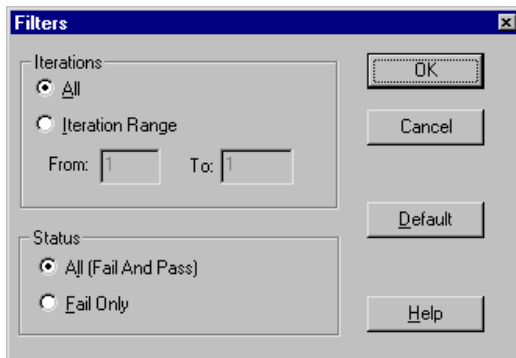 Filters
Iterations
All
Iteration Range
From: 1 To: 1
Status
All (Fail And Pass)
Fail Only
OK
Cancel
Default
Help